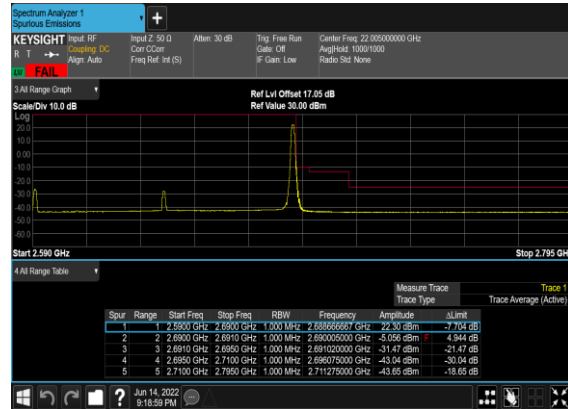 Spectrum Analyzer 1
Spurious Emissions
KEYSIGHT Input: RF Input Z: 50 Ω Atten: 30 dB Trig: Free Run Center Freq: 22.005000000 GHz
R T Coupling: DC Corr CCorr Gate: Off Avg|Hold: 1000/1000
Align: Auto Freq Ref: Int (S) IF Gain: Low Radio Std: None
LW FAIL
3 All Range Graph
Ref Lvl Offset 17.05 dB
Scale/Div 10.0 dB Ref Value 30.00 dBm
Log
20.0
10.0
0.00
-10.0
-20.0
-30.0
-40.0
-50.0
-60.0
Start 2.590 GHz Stop 2.795 GH
4 All Range Table
Measure Trace Trace 1
Trace Type Trace Average (Active)
Spur Range Start Freq Stop Freq RBW Frequency Amplitude ΔLimit
1 1 2.5900 GHz 2.6900 GHz 1.000 MHz 2.688666667 GHz 22.30 dBm -7.704 dB
2 2 2.6900 GHz 2.6910 GHz 1.000 MHz 2.690005000 GHz -5.056 dBm F 4.944 dB
3 3 2.6910 GHz 2.6950 GHz 1.000 MHz 2.691020000 GHz -31.47 dBm -21.47 dB
4 4 2.6950 GHz 2.7100 GHz 1.000 MHz 2.696075000 GHz -43.04 dBm -30.04 dB
5 5 2.7100 GHz 2.7950 GHz 1.000 MHz 2.711275000 GHz -43.65 dBm -18.65 dB
Jun 14, 2022
9:18:59 PM